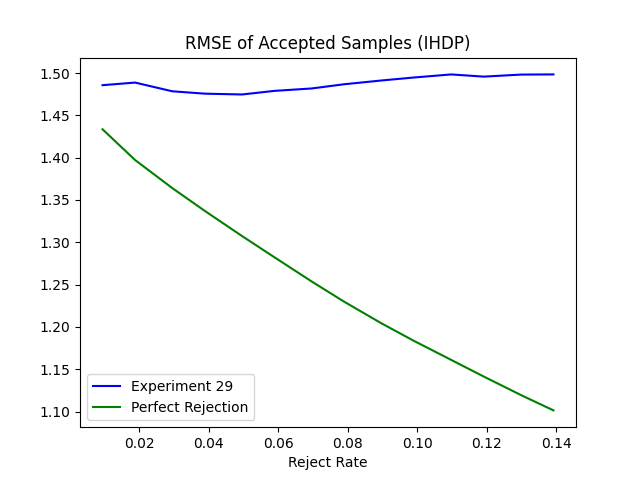 RMSE of Accepted Samples (IHDP)
1.50
1.45
1.40
1.35
1.30
1.25
1.20
1.15
1.10
Experiment 29
Perfect Rejection
0.02 0.04 0.06 0.08 0.10 0.12 0.14
Reject Rate